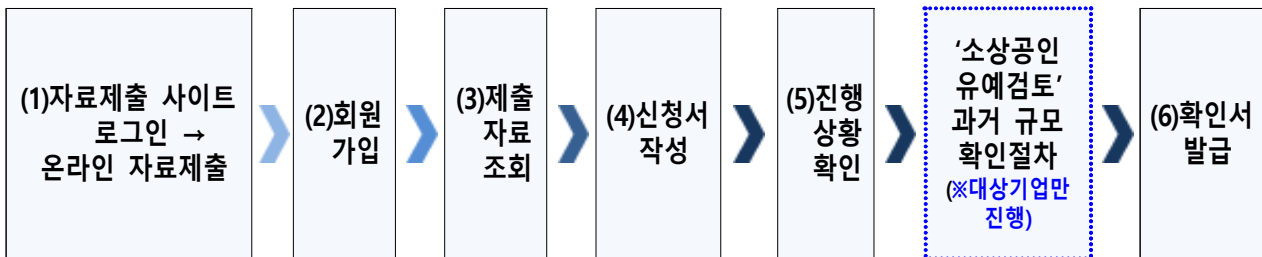 (1)자료제출 사이트
로그인 →
온라인 자료제출
(2)회원
가입
(3)제출
자료
조회
(4)신청서
작성
(5)진행
상황
확인
‘소상공인
유예검토’
과거 규모
확인절차
(※대상기업만
진행)
(6)확인서
발급